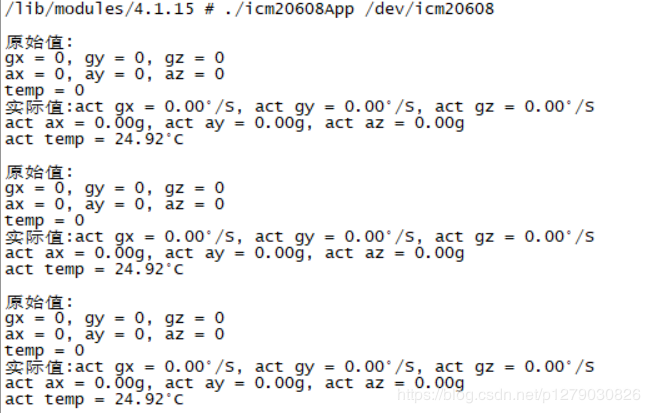 /lib/modules/4.1.15 # ./icm20608App /dev/icm20608
原始值:
gx = 0, gy = 0, gz = 0
ax = 0, ay = 0, az = 0
temp = 0
实际值:act gx = 0.00°/S, act gy = 0.00°/S, act gz = 0.00°/S
act ax = 0.00g, act ay = 0.00g, act az = 0.00g
act temp = 24.92°C
原始值:
gx = 0, gy = 0, gz = 0
ax = 0, ay = 0, az = 0
temp = 0
实际值:act gx = 0.00°/S, act gy = 0.00°/S, act gz = 0.00°/S
act ax = 0.00g, act ay = 0.00g, act az = 0.00g
act temp = 24.92°C
原始值:
gx = 0, gy = 0, gz = 0
ax = 0, ay = 0, az = 0
temp = 0
实际值:act gx = 0.00°/S, act gy = 0.00°/S, act gz = 0.00°/S
act ax = 0.00g, act ay = 0.00g, act az = 0.00g
act temp = 24.92°C
https://blog.csdn.net/p1279030826